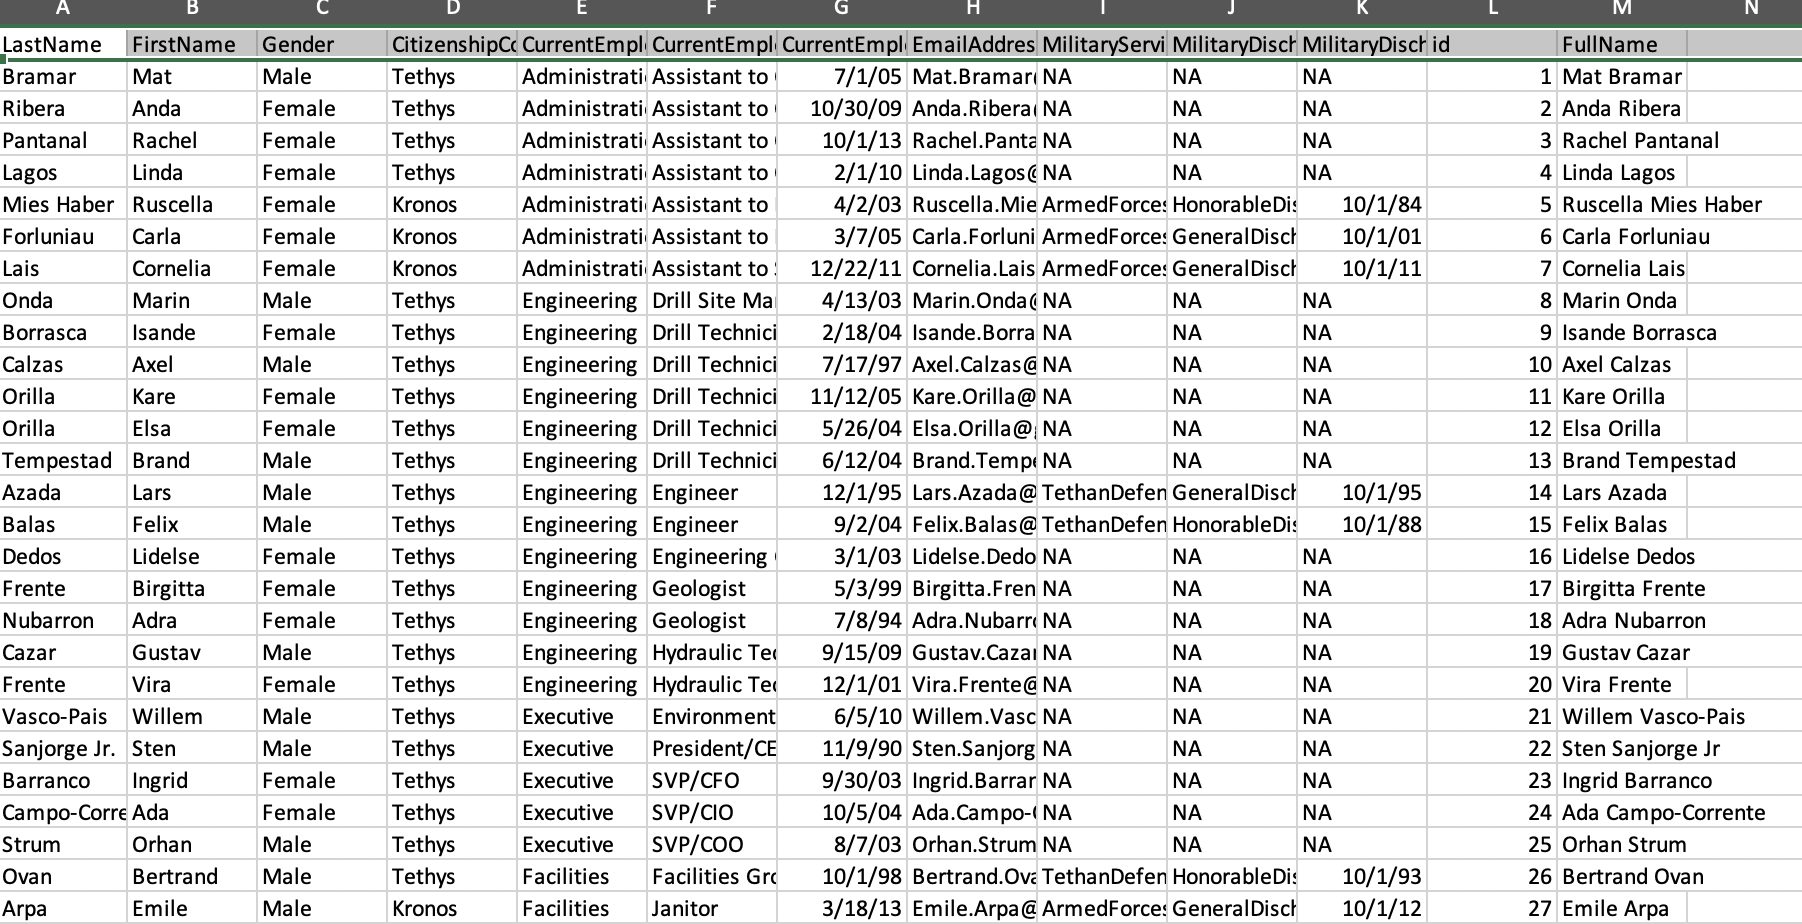 A B C D E F G H I J K L M N
LastName FirstName Gender CitizenshipCo CurrentEmpl CurrentEmpl CurrentEmpl EmailAddres MilitaryServi MilitaryDisch MilitaryDisch id FullName
Bramar Mat Male Tethys Administrati Assistant to 7/1/05 Mat.Bramar NA NA NA 1 Mat Bramar
Ribera Anda Female Tethys Administrati Assistant to 10/30/09 Anda.Ribera NA NA NA 2 Anda Ribera
Pantanal Rachel Female Tethys Administrati Assistant to 10/1/13 Rachel.Panta NA NA NA 3 Rachel Pantanal
Lagos Linda Female Tethys Administrati Assistant to 2/1/10 Linda.Lagos@ NA NA NA 4 Linda Lagos
Mies Haber Ruscella Female Kronos Administrati Assistant to 4/2/03 Ruscella.Mie ArmedForces HonorableDis 10/1/84 5 Ruscella Mies Haber
Forluniau Carla Female Kronos Administrati Assistant to 3/7/05 Carla.Forluni ArmedForces GeneralDisch 10/1/01 6 Carla Forluniau
Lais Cornelia Female Kronos Administrati Assistant to 12/22/11 Cornelia.Lais ArmedForces GeneralDisch 10/1/11 7 Cornelia Lais
Onda Marin Male Tethys Engineering Drill Site Ma 4/13/03 Marin.Onda@ NA NA NA 8 Marin Onda
Borrasca Isande Female Tethys Engineering Drill Technici 2/18/04 Isande.Borra NA NA NA 9 Isande Borrasca
Calzas Axel Male Tethys Engineering Drill Technici 7/17/97 Axel.Calzas@ NA NA NA 10 Axel Calzas
Orilla Kare Female Tethys Engineering Drill Technici 11/12/05 Kare.Orilla@ NA NA NA 11 Kare Orilla
Orilla Elsa Female Tethys Engineering Drill Technici 5/26/04 Elsa.Orilla@ NA NA NA 12 Elsa Orilla
Tempestad Brand Male Tethys Engineering Drill Technici 6/12/04 Brand.Tempe NA NA NA 13 Brand Tempestad
Azada Lars Male Tethys Engineering Engineer 12/1/95 Lars.Azada@ TethanDefen GeneralDisch 10/1/95 14 Lars Azada
Balas Felix Male Tethys Engineering Engineer 9/2/04 Felix.Balas@ TethanDefen HonorableDis 10/1/88 15 Felix Balas
Dedos Lidelse Female Tethys Engineering Engineering 3/1/03 Lidelse.Dedo NA NA NA 16 Lidelse Dedos
Frente Birgitta Female Tethys Engineering Geologist 5/3/99 Birgitta.Fren NA NA NA 17 Birgitta Frente
Nubarron Adra Female Tethys Engineering Geologist 7/8/94 Adra.Nubarro NA NA NA 18 Adra Nubarron
Cazar Gustav Male Tethys Engineering Hydraulic Tec 9/15/09 Gustav.Cazar NA NA NA 19 Gustav Cazar
Frente Vira Female Tethys Engineering Hydraulic Tec 12/1/01 Vira.Frente@ NA NA NA 20 Vira Frente
Vasco-Pais Willem Male Tethys Executive Environment 6/5/10 Willem.Vasc NA NA NA 21 Willem Vasco-Pais
Sanjorge Jr. Sten Male Tethys Executive President/CE 11/9/90 Sten.Sanjorg NA NA NA 22 Sten Sanjorge Jr
Barranco Ingrid Female Tethys Executive SVP/CFO 9/30/03 Ingrid.Barrar NA NA NA 23 Ingrid Barranco
Campo-Corre Ada Female Tethys Executive SVP/CIO 10/5/04 Ada.Campo- NA NA NA 24 Ada Campo-Corrente
Strum Orhan Male Tethys Executive SVP/COO 8/7/03 Orhan.Strum NA NA NA 25 Orhan Strum
Ovan Bertrand Male Tethys Facilities Facilities Gro 10/1/98 Bertrand.Ova TethanDefen HonorableDis 10/1/93 26 Bertrand Ovan
Arpa Emile Male Kronos Facilities Janitor 3/18/13 Emile.Arpa@ ArmedForces GeneralDisch 10/1/12 27 Emile Arpa